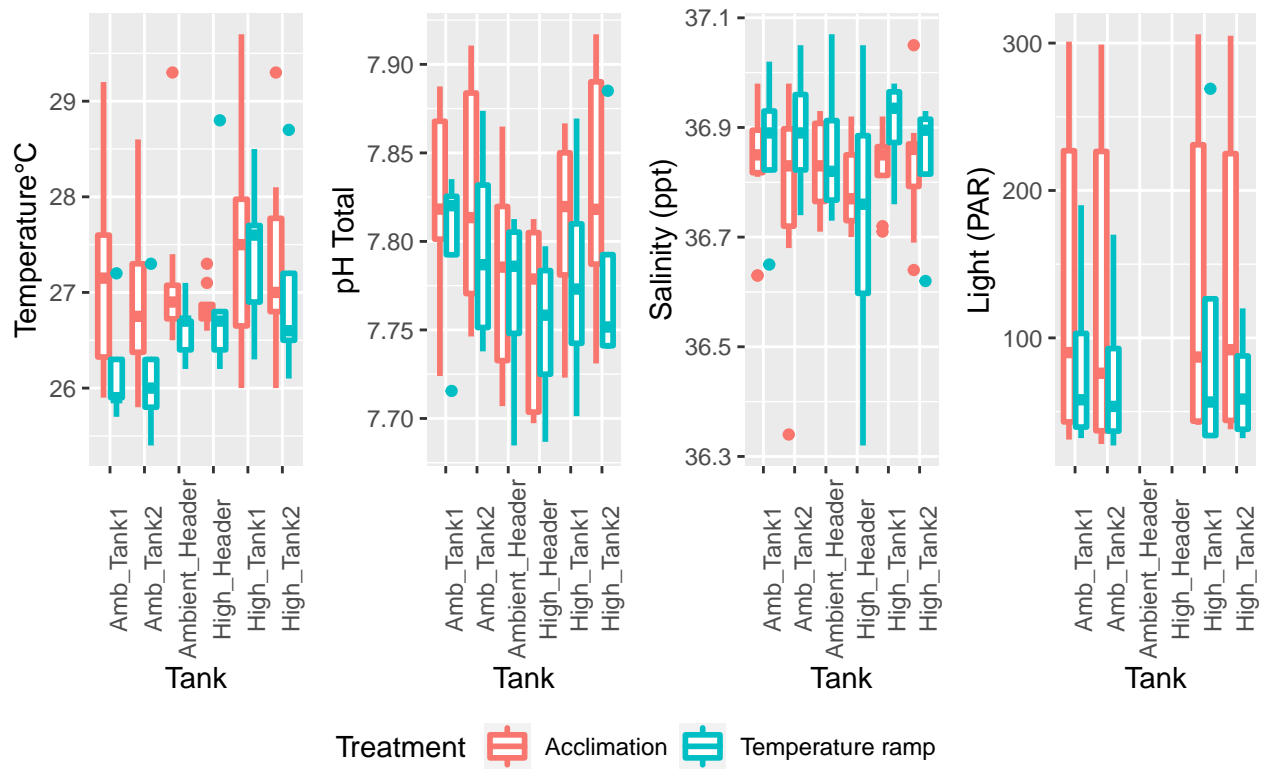 Temperature°C
29
28
27
26
Amb_Tank1
Amb_Tank2
Ambient_Header
High_Header
High_Tank1
High_Tank2
Tank
pH Total
7.90
7.85
7.80
7.75
7.70
Amb_Tank1
Amb_Tank2
Ambient_Header
High_Header
High_Tank1
High_Tank2
Tank
Salinity (ppt)
37.1
36.9
36.7
36.5
36.3
Amb_Tank1
Amb_Tank2
Ambient_Header
High_Header
High_Tank1
High_Tank2
Tank
Light (PAR)
300
200
100
Amb_Tank1
Amb_Tank2
Ambient_Header
High_Header
High_Tank1
High_Tank2
Tank
Treatment Acclimation Temperature ramp